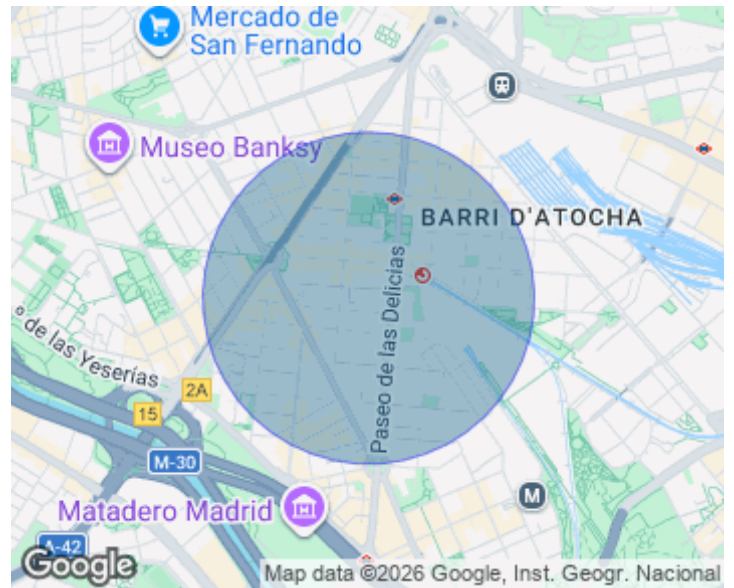 Mercado de
San Fernando
Museo Banksy
BARRI D'ATOCHA
Paseo de las Delicias
o de las Yeserías
2A
15
M-30
M
Matadero Madrid
A-42
Google
Map data ©2026 Google, Inst. Geogr. Nacional